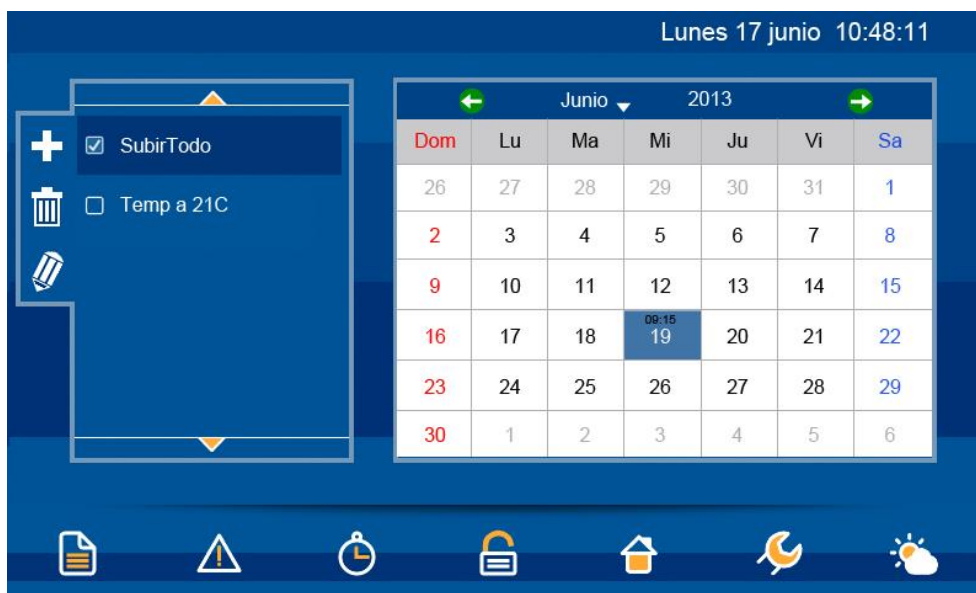 Lunes 17 junio 10:48:11
SubirTodo
Temp a 21C
Junio 2013
Dom Lu Ma Mi Ju Vi Sa
26 27 28 29 30 31 1
2 3 4 5 6 7 8
9 10 11 12 13 14 15
09:15
16 17 18 19 20 21 22
23 24 25 26 27 28 29
30 1 2 3 4 5 6